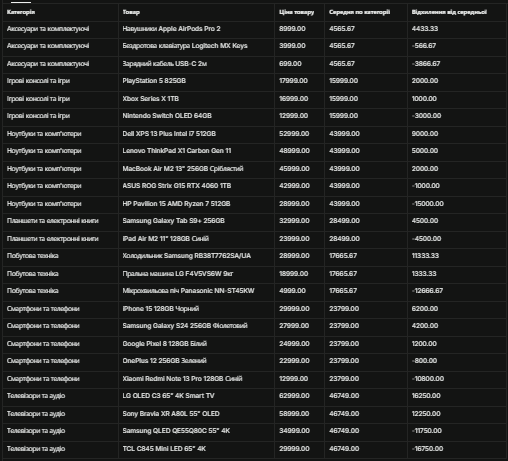 Категорія Товар Ціна товару Середня по категорії Відхилення від середньої
Аксесуари та комплектуючі Навушники Apple AirPods Pro 2 8999.00 4565.67 4433.33
Аксесуари та комплектуючі Бездротова клавіатура Logitech MX Keys 3999.00 4565.67 -566.67
Аксесуари та комплектуючі Зарядний кабель USB-C 2м 699.00 4565.67 -3866.67
Ігрові консолі та ігри PlayStation 5 825GB 17999.00 15999.00 2000.00
Ігрові консолі та ігри Xbox Series X 1TB 16999.00 15999.00 1000.00
Ігрові консолі та ігри Nintendo Switch OLED 64GB 12999.00 15999.00 -3000.00
Ноутбуки та комп'ютери Dell XPS 13 Plus Intel i7 512GB 52999.00 43999.00 9000.00
Ноутбуки та комп'ютери Lenovo ThinkPad X1 Carbon Gen 11 48999.00 43999.00 5000.00
Ноутбуки та комп'ютери MacBook Air M2 13" 256GB Сріблястий 45999.00 43999.00 2000.00
Ноутбуки та комп'ютери ASUS ROG Strix G15 RTX 4060 1TB 42999.00 43999.00 -1000.00
Ноутбуки та комп'ютери HP Pavilion 15 AMD Ryzen 7 512GB 28999.00 43999.00 -15000.00
Планшети та електронні книги Samsung Galaxy Tab S9+ 256GB 32999.00 28499.00 4500.00
Планшети та електронні книги iPad Air M2 11" 128GB Синій 23999.00 28499.00 -4500.00
Побутова техніка Холодильник Samsung RB38T7762SA/UA 28999.00 17665.67 11333.33
Побутова техніка Пральна машина LG F4V5VS6W 9кг 18999.00 17665.67 1333.33
Побутова техніка Мікрохвильова піч Panasonic NN-ST45KW 4999.00 17665.67 -12666.67
Смартфони та телефони iPhone 15 128GB Чорний 29999.00 23799.00 6200.00
Смартфони та телефони Samsung Galaxy S24 256GB Фіолетовий 27999.00 23799.00 4200.00
Смартфони та телефони Google Pixel 8 128GB Білий 24999.00 23799.00 1200.00
Смартфони та телефони OnePlus 12 256GB Зелений 22999.00 23799.00 -800.00
Смартфони та телефони Xiaomi Redmi Note 13 Pro 128GB Синій 12999.00 23799.00 -10800.00
Телевізори та аудіо LG OLED C3 65" 4K Smart TV 62999.00 46749.00 16250.00
Телевізори та аудіо Sony Bravia XR A80L 55" OLED 58999.00 46749.00 12250.00
Телевізори та аудіо Samsung QLED QE55Q80C 55" 4K 34999.00 46749.00 -11750.00
Телевізори та аудіо TCL C845 Mini LED 65" 4K 29999.00 46749.00 -16750.00